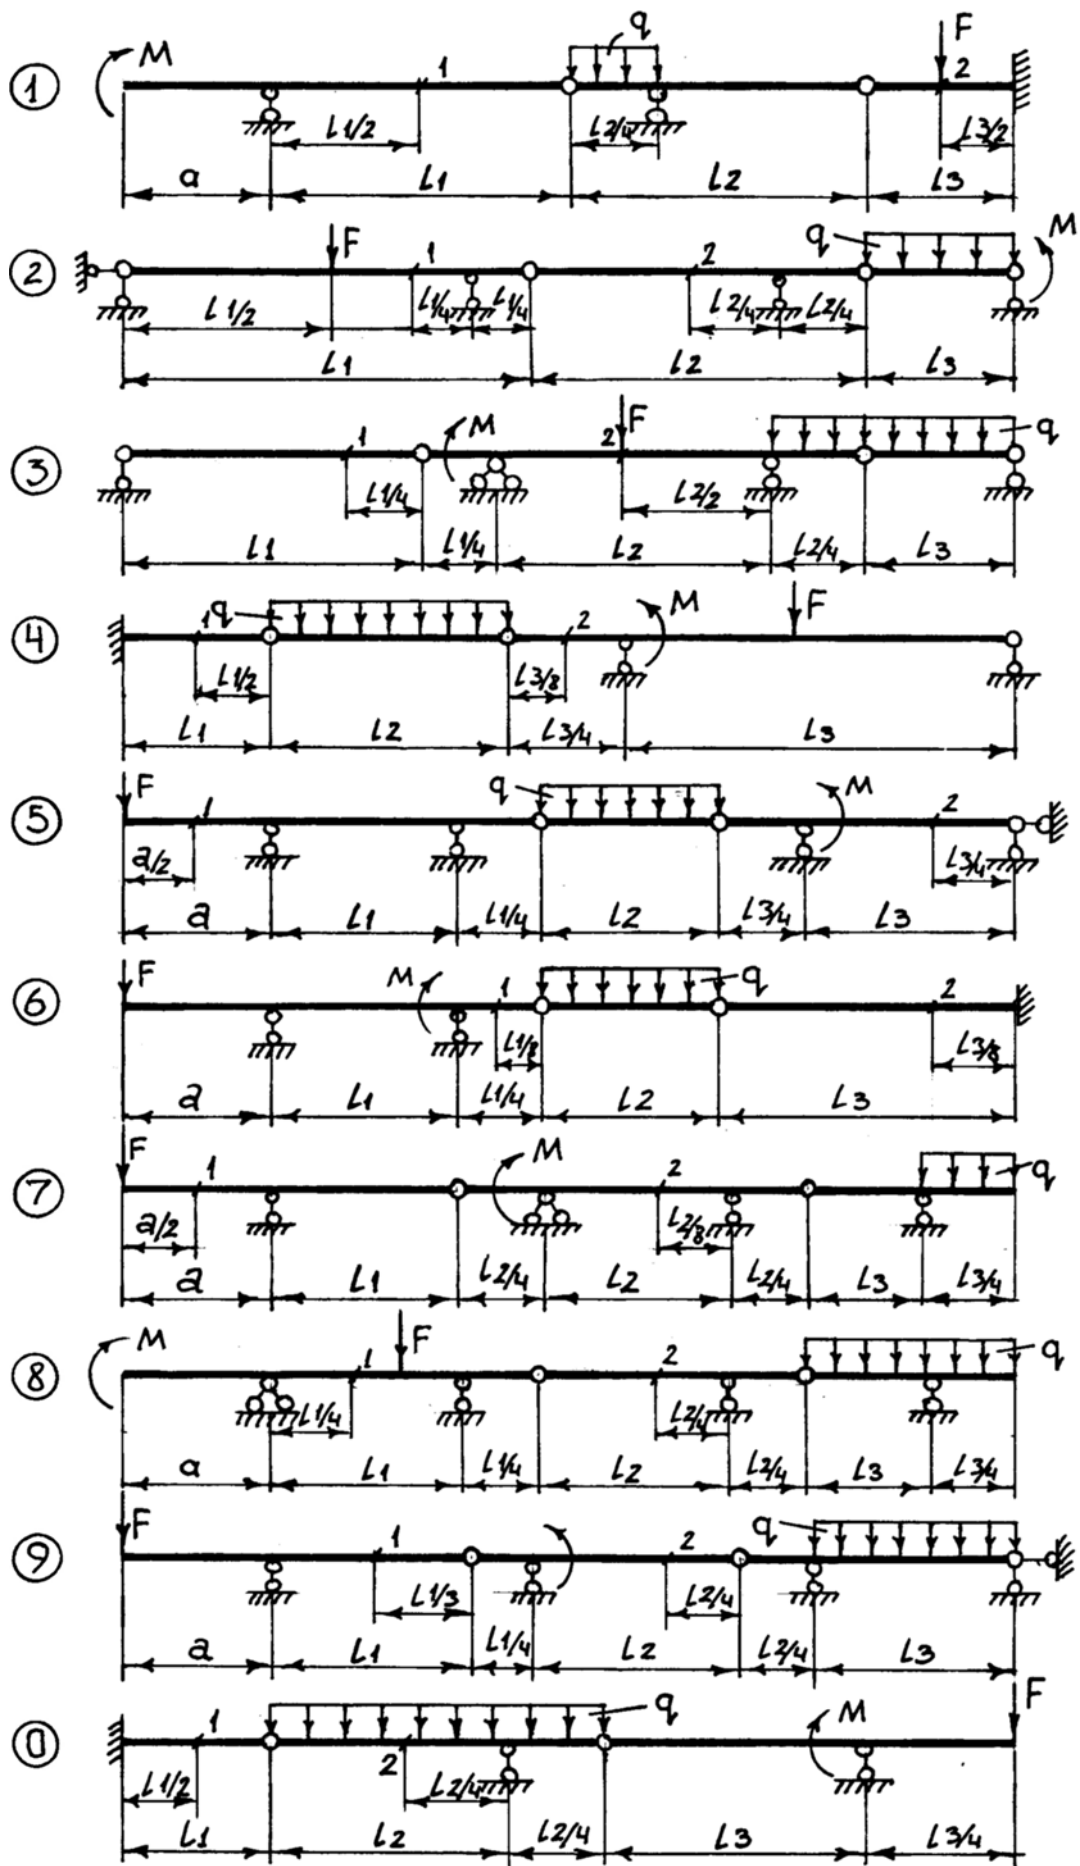 1 M 1 q F 2
L1/2 L2/4 L3/2
a L1 L2 L3
2 F 1 2 q M
L1/2 L1/4 L1/4 L2/4 L2/4
L1 L2 L3
3 1 M 2 F q
L1/4 L2/2
L1 L1/4 L2 L2/4 L3
4 1 q 2 M F
L1/2 L3/8
L1 L2 L3/4 L3
5 F 1 q M 2
a/2 L3/4
a L1 L1/4 L2 L3/4 L3
6 F M 1 q 2
L1/8 L3/8
a L1 L1/4 L2 L3
7 F 1 M 2 q
a/2 L2/8
a L1 L2/4 L2 L2/4 L3 L3/4
8 M 1 F 2 q
L1/4 L2/4
a L1 L1/4 L2 L2/4 L3 L3/4
9 F 1 2 q
L1/3 L2/4
a L1 L1/4 L2 L2/4 L3
0 1 2 q M F
L1/2 L2/4
L1 L2 L2/4 L3 L3/4